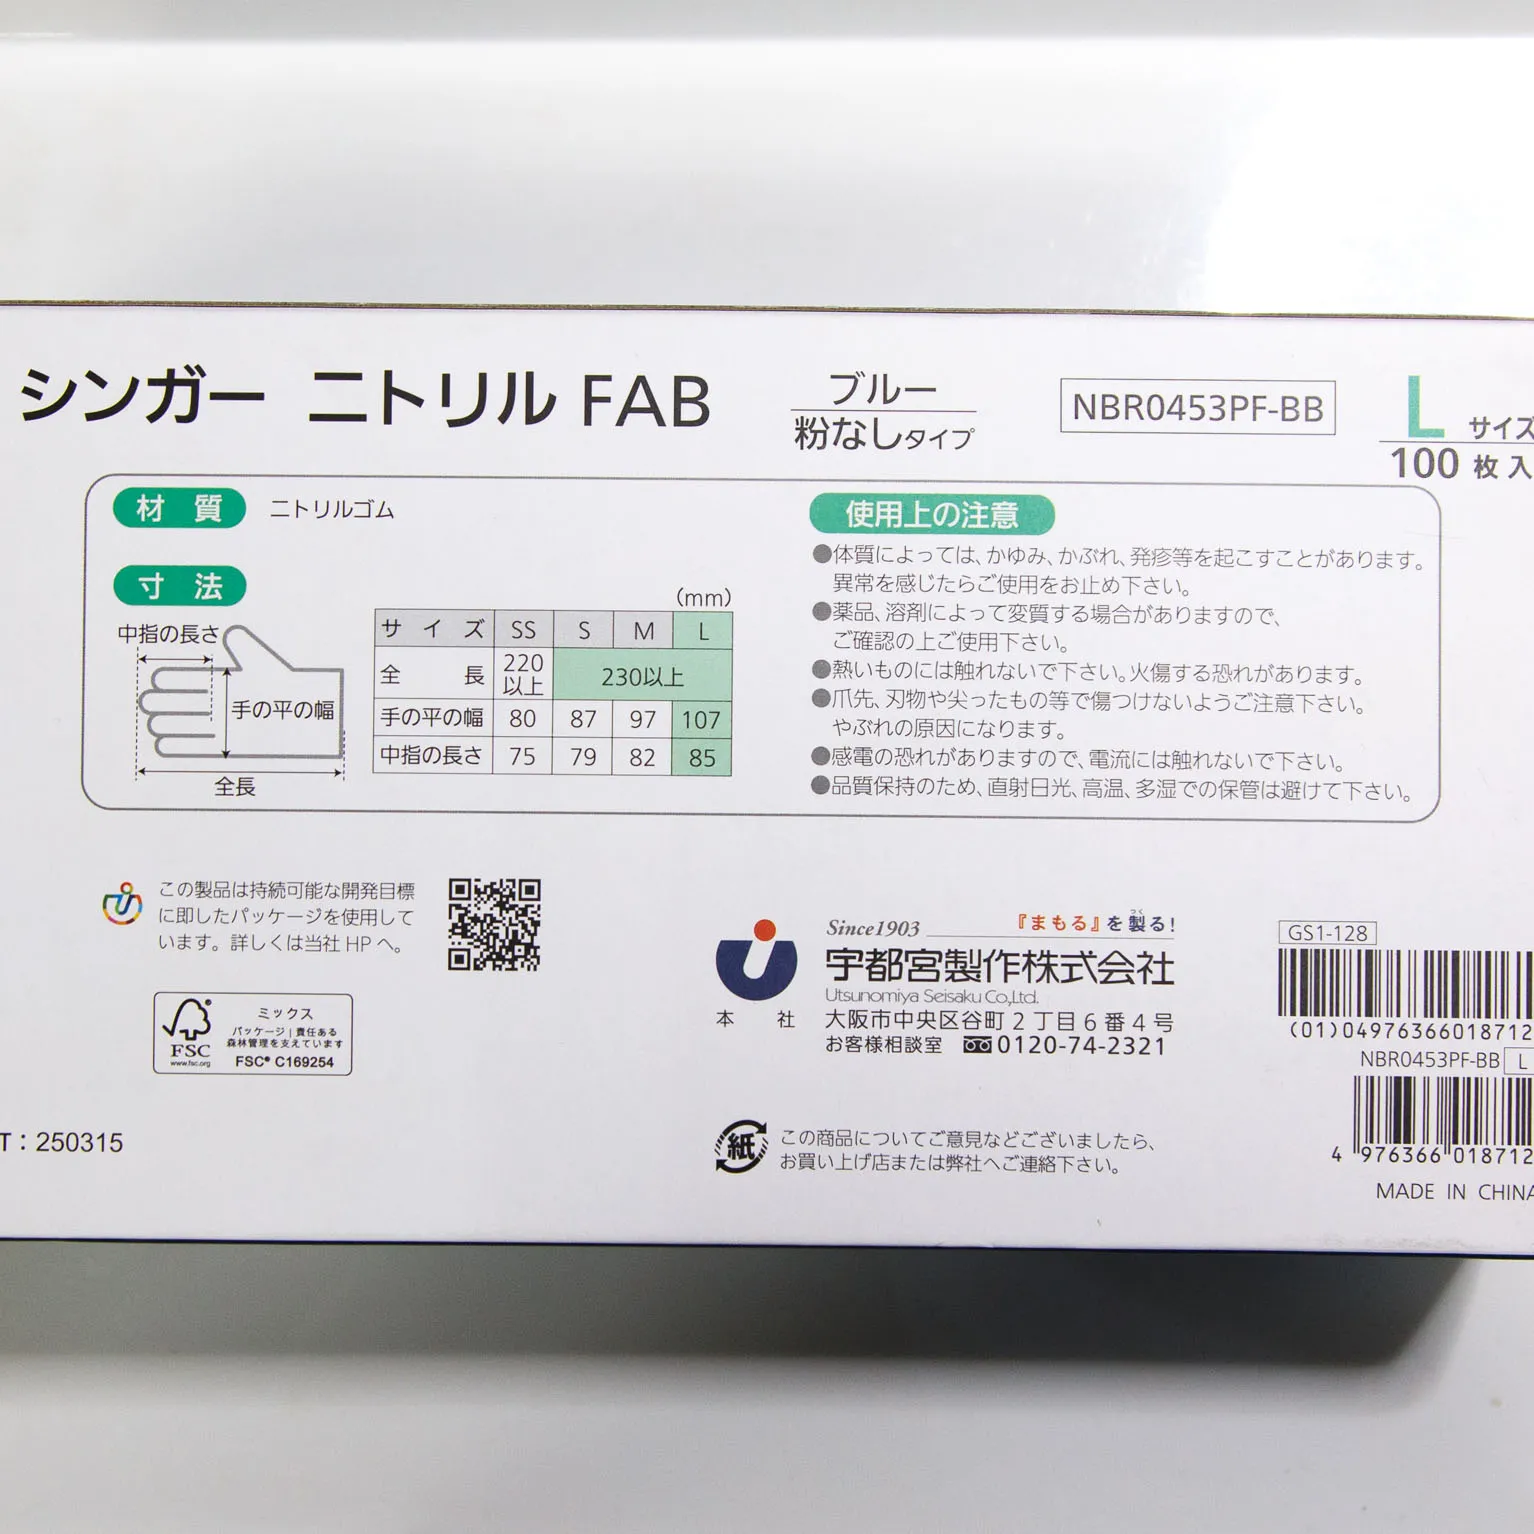 シンガー ニトリル FAB
ブルー
粉なしタイプ
NBR0453PF-BB
L サイズ
100 枚入
材 質 ニトリルゴム
寸 法
中指の長さ
手の平の幅
全長
(mm)
サ イ ズ SS S M L
全 長 220以上 230以上
手の平の幅 80 87 97 107
中指の長さ 75 79 82 85
使用上の注意
●体質によっては、かゆみ、かぶれ、発疹等を起こすことがあります。
異常を感じたらご使用をお止め下さい。
●薬品、溶剤によって変質する場合がありますので、
ご確認の上ご使用下さい。
●熱いものには触れないで下さい。火傷する恐れがあります。
●爪先、刃物や尖ったもの等で傷つけないようご注意下さい。
やぶれの原因になります。
●感電の恐れがありますので、電流には触れないで下さい。
●品質保持のため、直射日光、高温、多湿での保管は避けて下さい。
この製品は持続可能な開発目標
に即したパッケージを使用して
います。詳しくは当社 HP へ。
FSC
www.fsc.org
ミックス
パッケージ | 責任ある
森林管理を支えています
FSC® C169254
T：250315
Since1903 『まもる』を製る!
つく
宇都宮製作株式会社
Utsunomiya Seisaku Co.,Ltd.
本 社 大阪市中央区谷町2丁目6番4号
お客様相談室 0120-74-2321
紙
この商品についてご意見などございましたら、
お買い上げ店または弊社へご連絡下さい。
GS1-128
(01)0497636601871２
NBR0453PF-BB L
4 976366 018712
MADE IN CHINA